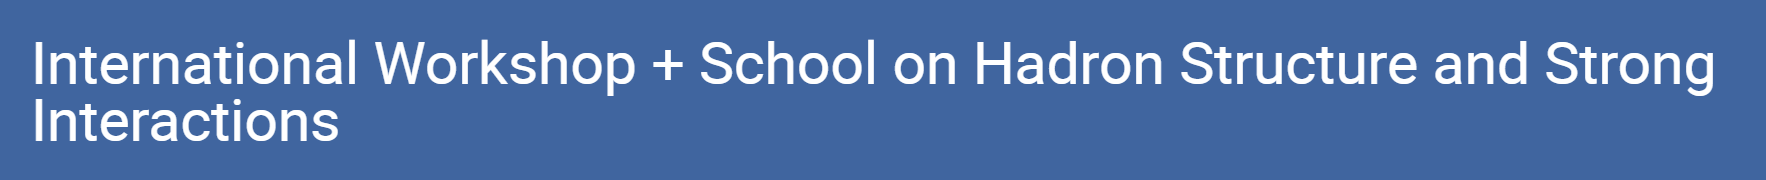 International Workshop + School on Hadron Structure and Strong
Interactions